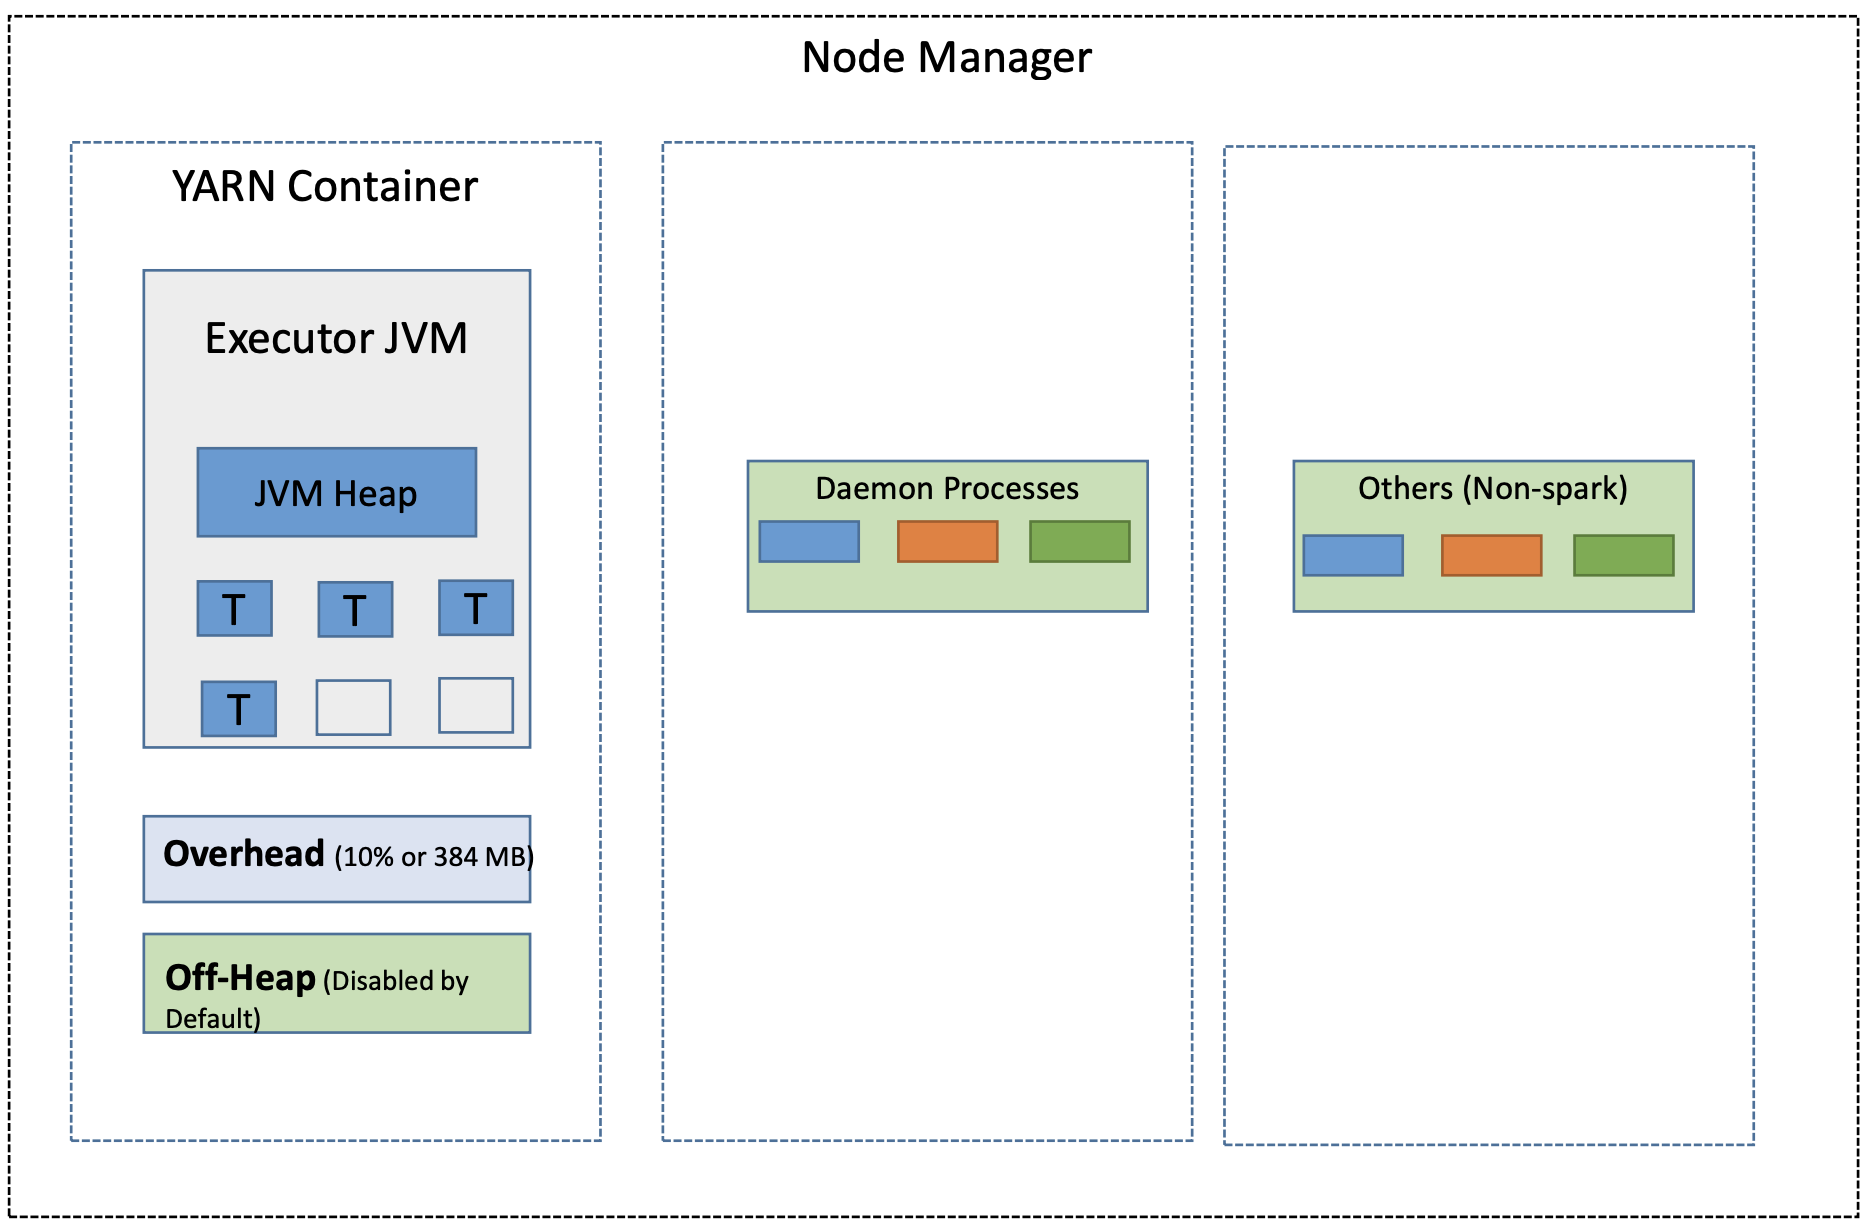 Node Manager
YARN Container
Executor JVM
JVM Heap
T T T
T
Overhead (10% or 384 MB)
Off-Heap (Disabled by
Default)
Daemon Processes
Others (Non-spark)